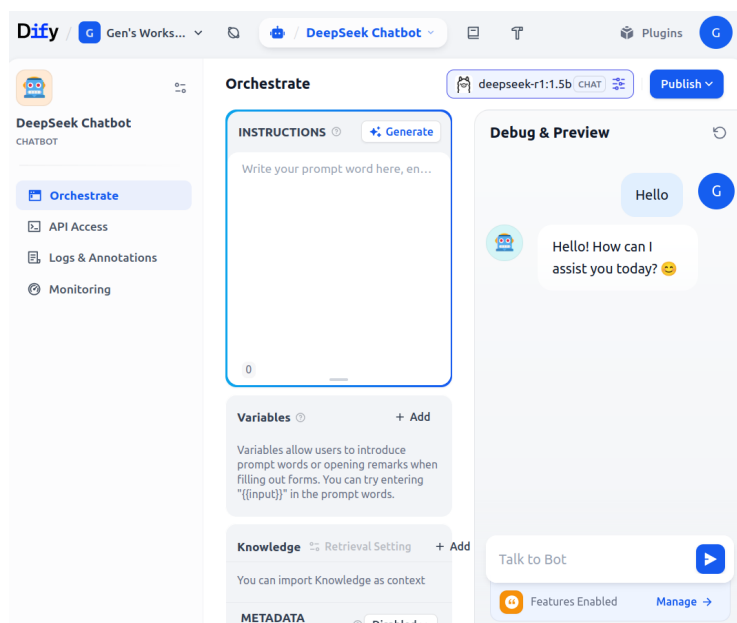 Dify / G Gen's Works... / DeepSeek Chatbot Plugins G
DeepSeek Chatbot
CHATBOT
Orchestrate
API Access
Logs & Annotations
Monitoring
Orchestrate
deepseek-r1:1.5b CHAT
Publish
INSTRUCTIONS
Generate
Write your prompt word here, en...
0
Variables
+ Add
Variables allow users to introduce
prompt words or opening remarks when
filling out forms. You can try entering
"{{input}}" in the prompt words.
Knowledge Retrieval Setting + Add
You can import Knowledge as context
METADATA
Disabled
Debug & Preview
Hello
G
Hello! How can I
assist you today? 😊
Talk to Bot
Features Enabled
Manage →